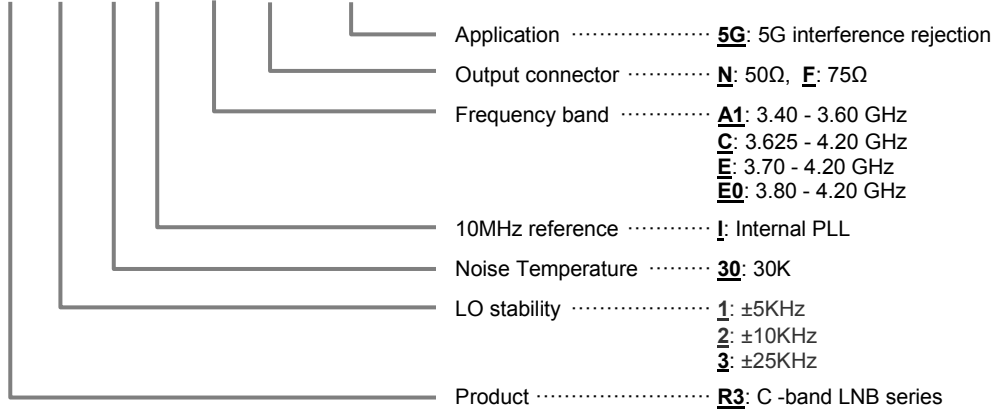 Application ··················· 5G: 5G interference rejection
Output connector ············ N: 50Ω, F: 75Ω
Frequency band ············· A1: 3.40 - 3.60 GHz
C: 3.625 - 4.20 GHz
E: 3.70 - 4.20 GHz
E0: 3.80 - 4.20 GHz
10MHz reference ············ I: Internal PLL
Noise Temperature ········· 30: 30K
LO stability ··················· 1: ±5KHz
2: ±10KHz
3: ±25KHz
Product ························ R3: C -band LNB series